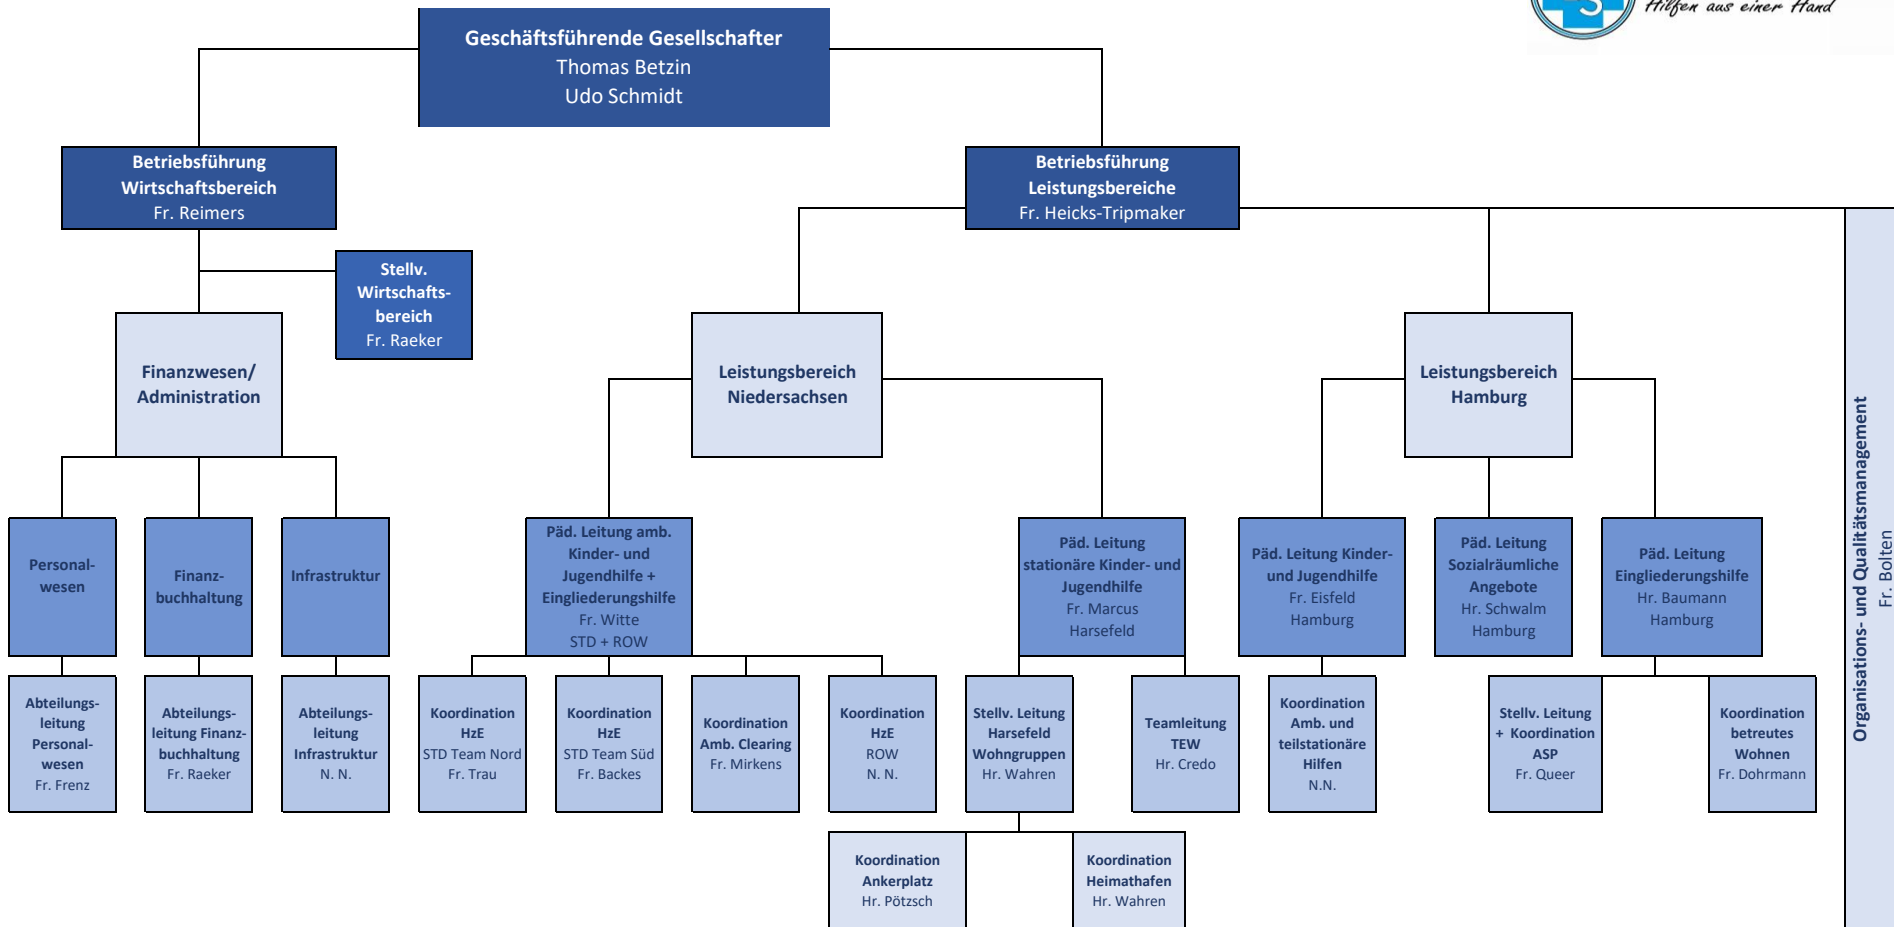 Hilfen aus einer Hand
Geschäftsführende Gesellschafter
Thomas Betzin
Udo Schmidt
Betriebsführung
Wirtschaftsbereich
Fr. Reimers
Betriebsführung
Leistungsbereiche
Fr. Heicks-Tripmaker
Stellv.
Wirtschafts-
bereich
Fr. Raeker
Finanzwesen/
Administration
Leistungsbereich
Niedersachsen
Leistungsbereich
Hamburg
Organisations- und Qualitätsmanagement
Fr. Bolten
Personal-
wesen
Finanz-
buchhaltung
Infrastruktur
Päd. Leitung amb.
Kinder- und
Jugendhilfe +
Eingliederungshilfe
Fr. Witte
STD + ROW
Päd. Leitung
stationäre Kinder- und
Jugendhilfe
Fr. Marcus
Harsefeld
Päd. Leitung Kinder-
und Jugendhilfe
Fr. Eisfeld
Hamburg
Päd. Leitung
Sozialräumliche
Angebote
Hr. Schwalm
Hamburg
Päd. Leitung
Eingliederungshilfe
Hr. Baumann
Hamburg
Abteilungs-
leitung
Personal-
wesen
Fr. Frenz
Abteilungs-
leitung Finanz-
buchhaltung
Fr. Raeker
Abteilungs-
leitung
Infrastruktur
N. N.
Koordination
HzE
STD Team Nord
Fr. Trau
Koordination
HzE
STD Team Süd
Fr. Backes
Koordination
Amb. Clearing
Fr. Mirkens
Koordination
HzE
ROW
N. N.
Stellv. Leitung
Harsefeld
Wohngruppen
Hr. Wahren
Teamleitung
TEW
Hr. Credo
Koordination
Amb. und
teilstationäre
Hilfen
N.N.
Stellv. Leitung
+ Koordination
ASP
Fr. Queer
Koordination
betreutes
Wohnen
Fr. Dohrmann
Koordination
Ankerplatz
Hr. Pötzsch
Koordination
Heimathafen
Hr. Wahren